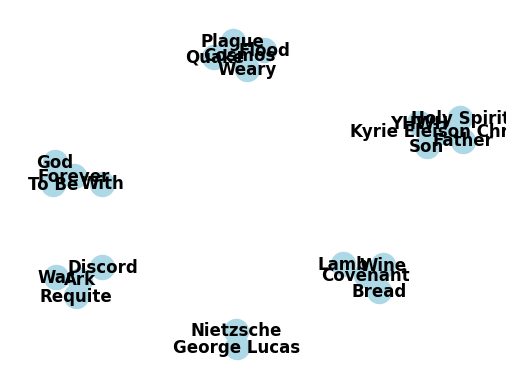 Plague
Flood
Quake
Cosmos
Weary
Holy Spirit
YHWH
Kyrie Eleison Chr
Father
Son
God
Forever
To Be
With
Discord
War
Ark
Requite
Lamb
Wine
Covenant
Bread
Nietzsche
George Lucas